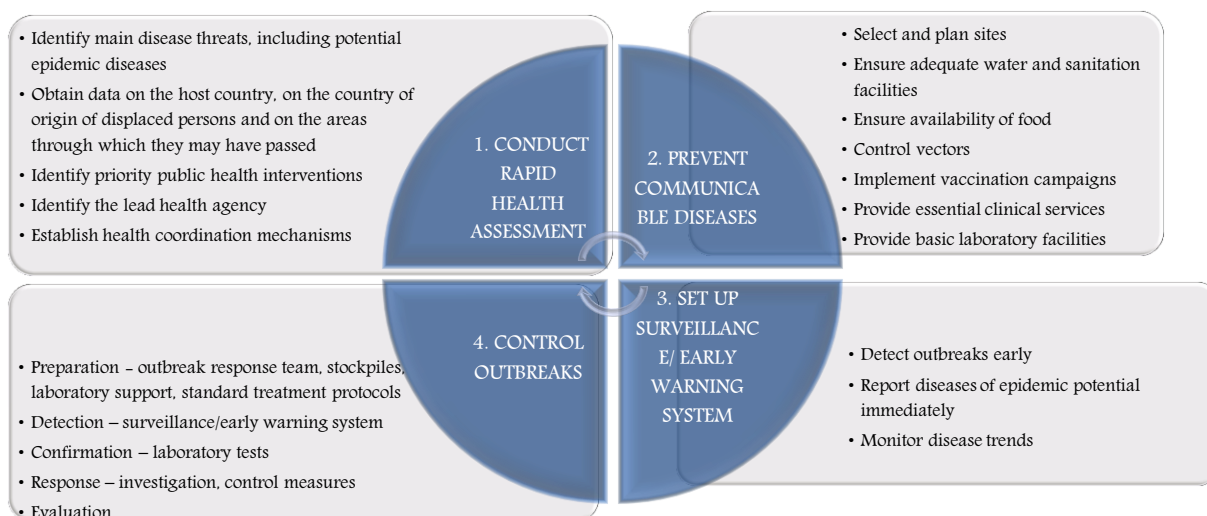 • Identify main disease threats, including potential
epidemic diseases
• Obtain data on the host country, on the country of
origin of displaced persons and on the areas
through which they may have passed
• Identify priority public health interventions
• Identify the lead health agency
• Establish health coordination mechanisms
1. CONDUCT
RAPID
HEALTH
ASSESSMENT
2. PREVENT
COMMUNICA
BLE DISEASES
• Select and plan sites
• Ensure adequate water and sanitation
facilities
• Ensure availability of food
• Control vectors
• Implement vaccination campaigns
• Provide essential clinical services
• Provide basic laboratory facilities
• Preparation – outbreak response team, stockpiles,
laboratory support, standard treatment protocols
• Detection – surveillance/early warning system
• Confirmation – laboratory tests
• Response – investigation, control measures
• Evaluation
4. CONTROL
OUTBREAKS
3. SET UP
SURVEILLANC
E/ EARLY
WARNING
SYSTEM
• Detect outbreaks early
• Report diseases of epidemic potential
immediately
• Monitor disease trends